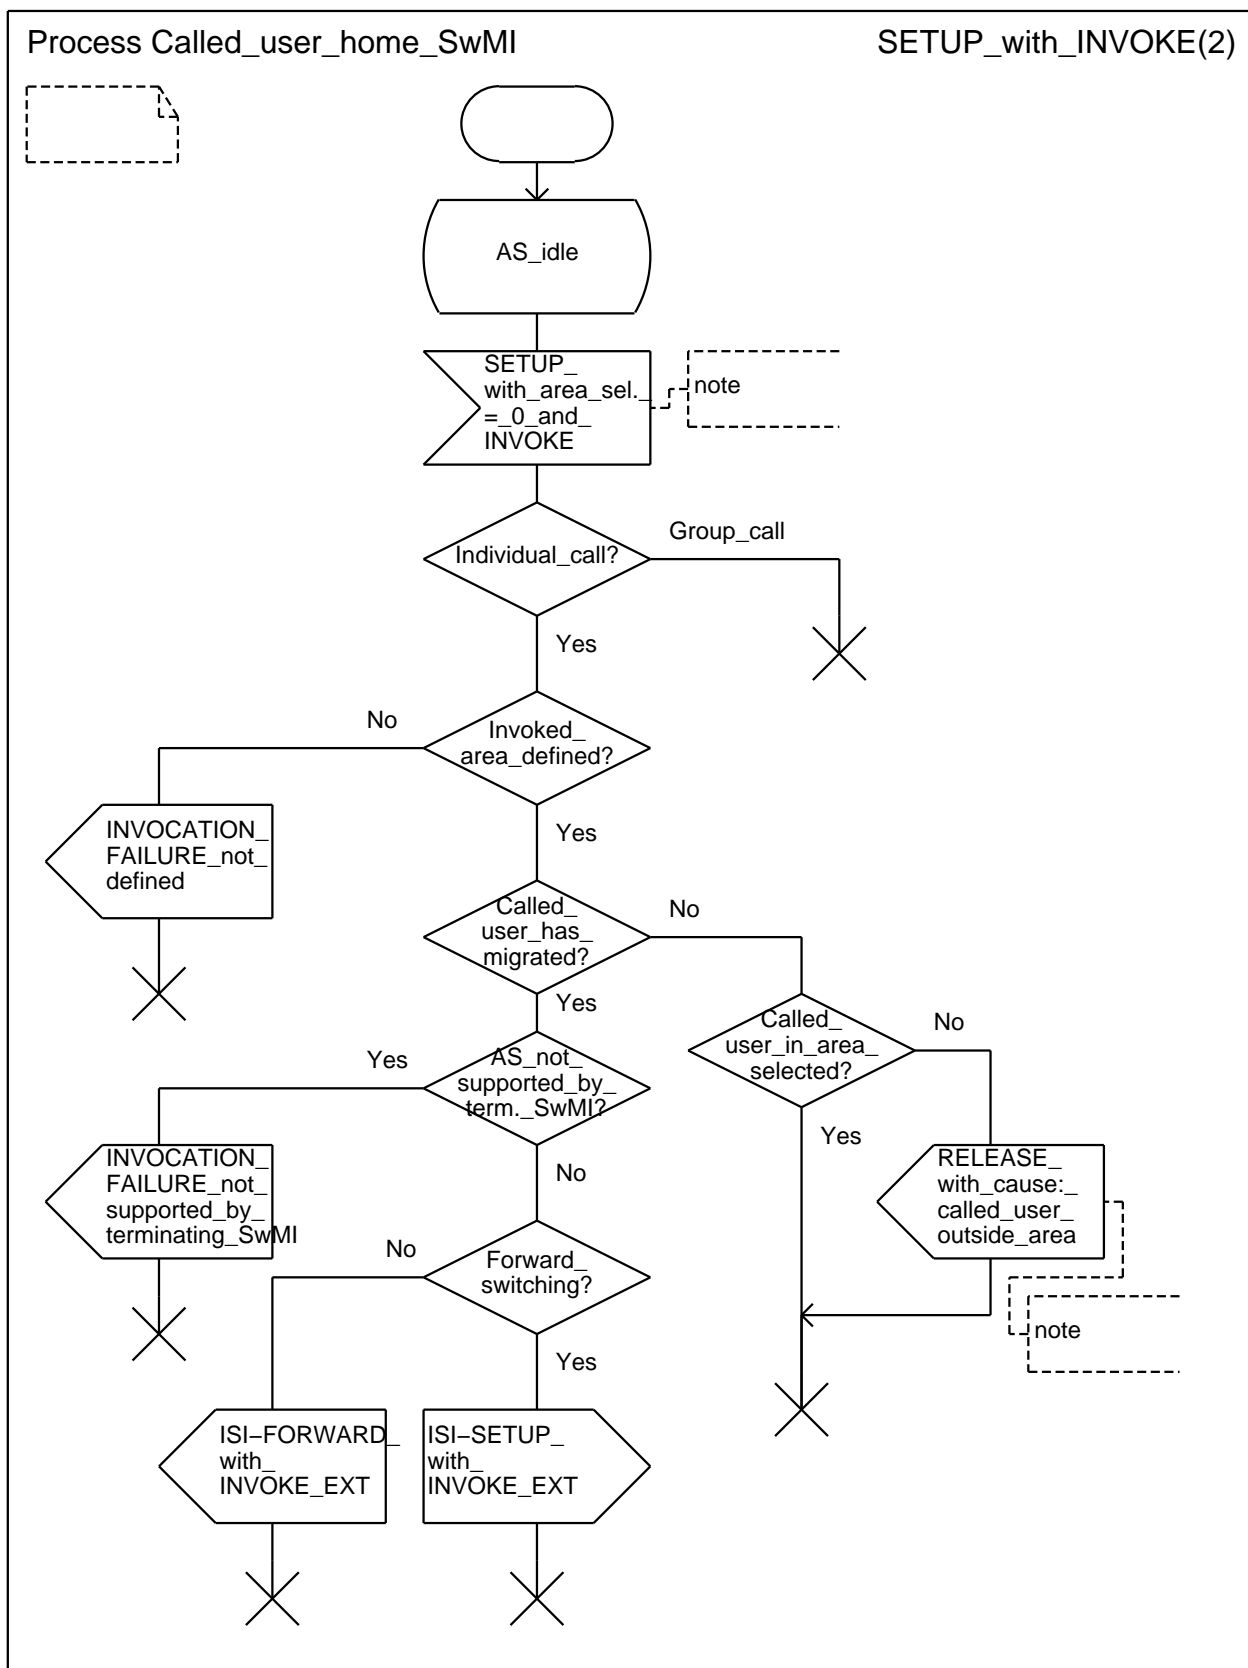 Process Called_user_home_SwMI
SETUP_with_INVOKE(2)
AS_idle
SETUP_
with_area_sel._
=_0_and_
INVOKE
note
Individual_call?
Group_call
Yes
Invoked_
area_defined?
No
Yes
INVOCATION_
FAILURE_not_
defined
Called_
user_has_
migrated?
No
Yes
Called_
user_in_area_
selected?
No
Yes
AS_not_
supported_by_
term._SwMI?
Yes
No
INVOCATION_
FAILURE_not_
supported_by_
terminating_SwMI
RELEASE_
with_cause:_
called_user_
outside_area
note
Forward_
switching?
No
Yes
ISI–FORWARD_
with_
INVOKE_EXT
ISI–SETUP_
with_
INVOKE_EXT